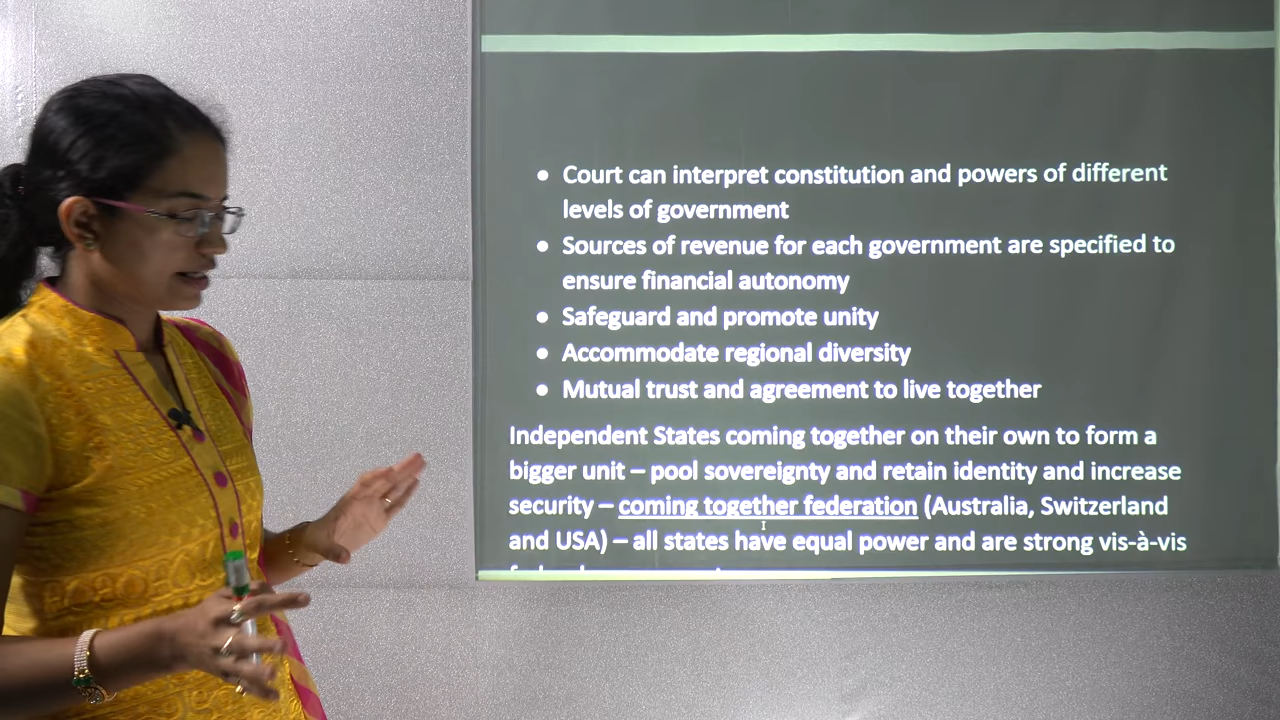 • Court can interpret constitution and powers of different
levels of government
• Sources of revenue for each government are specified to
ensure financial autonomy
• Safeguard and promote unity
• Accommodate regional diversity
• Mutual trust and agreement to live together
Independent States coming together on their own to form a
bigger unit – pool sovereignty and retain identity and increase
security – coming together federation (Australia, Switzerland
and USA) – all states have equal power and are strong vis-à-vis